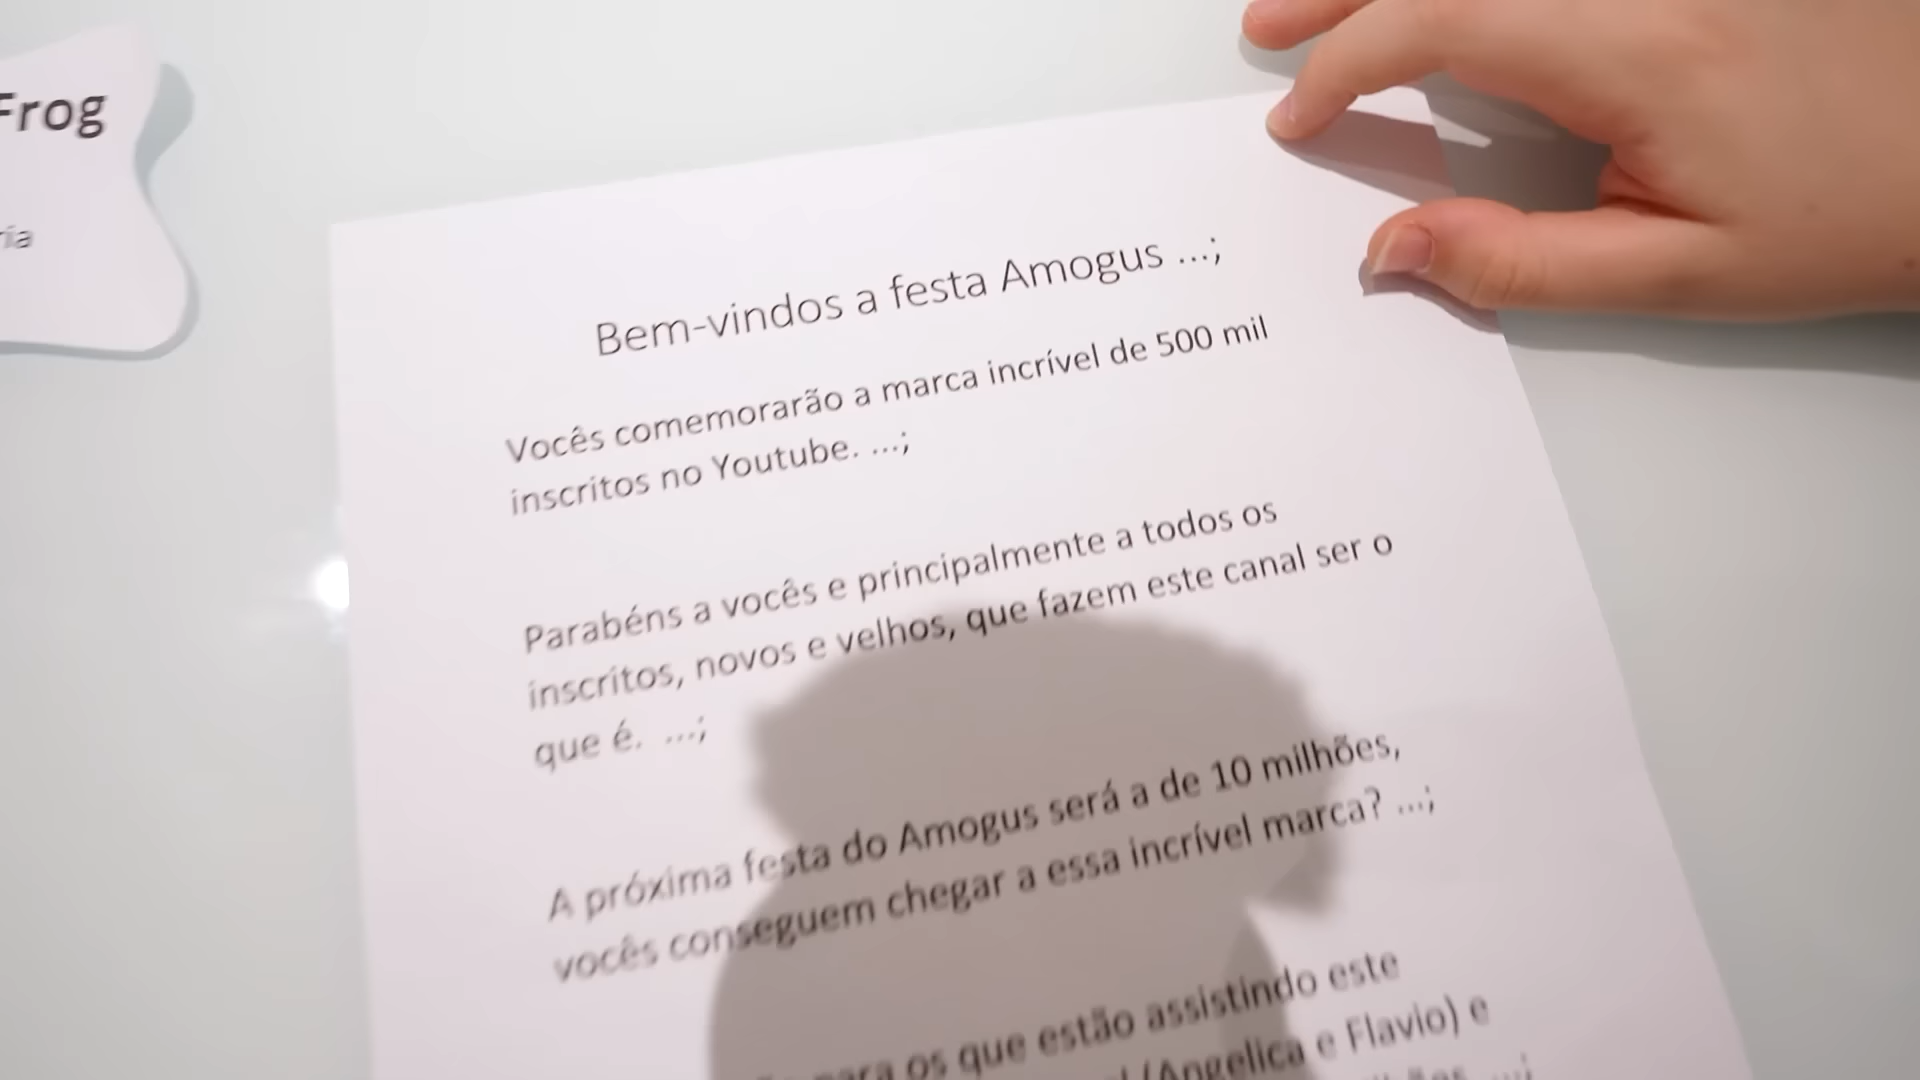 Frog
Bem-vindos a festa Amogus ...;
Vocês comemorarão a marca incrível de 500 mil
inscritos no Youtube. ...;
Parabéns a vocês e principalmente a todos os
inscritos, novos e velhos, que fazem este canal ser o
que é. ...;
A próxima festa do Amogus será a de 10 milhões,
vocês conseguem chegar a essa incrível marca? ...;
para os que estão assistindo este
(Angelica e Flavio) e
...;